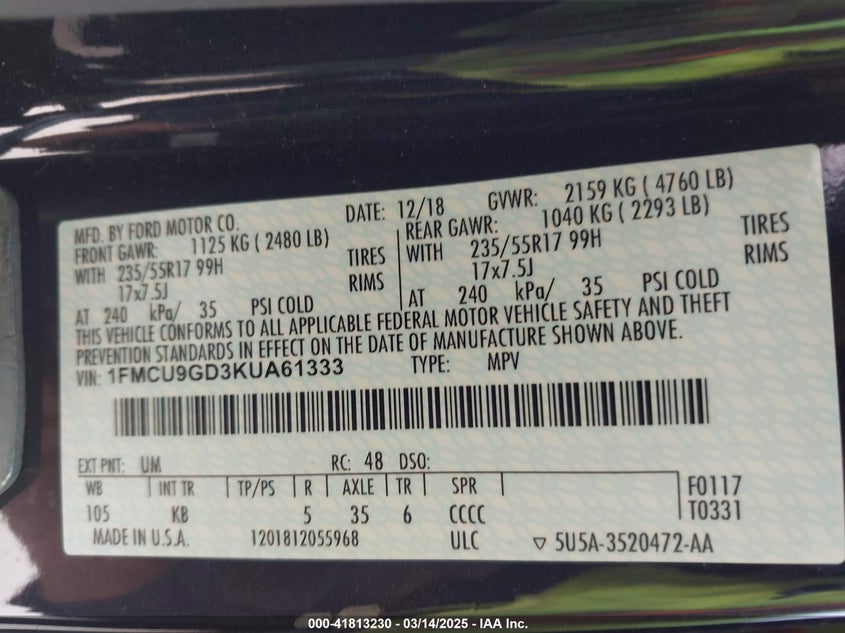 MFD. BY FORD MOTOR CO. DATE: 12/18 GVWR: 2159 KG ( 4760 LB)
FRONT GAWR: 1125 KG ( 2480 LB) REAR GAWR: 1040 KG ( 2293 LB)
WITH 235/55R17 99H TIRES WITH 235/55R17 99H TIRES
17x7.5J RIMS 17x7.5J RIMS
AT 240 kPa/ 35 PSI COLD AT 240 kPa/ 35 PSI COLD
THIS VEHICLE CONFORMS TO ALL APPLICABLE FEDERAL MOTOR VEHICLE SAFETY AND THEFT
PREVENTION STANDARDS IN EFFECT ON THE DATE OF MANUFACTURE SHOWN ABOVE.
VIN: 1FMCU9GD3KUA61333 TYPE: MPV
EXT PNT: UM RC: 48 DSO:
WB INT TR TP/PS R AXLE TR SPR F0117
105 KB 5 35 6 CCCC T0331
MADE IN U.S.A. 1201812055968 ULC ▽ 5U5A-3520472-AA
000-41813230 - 03/14/2025 - IAA Inc.